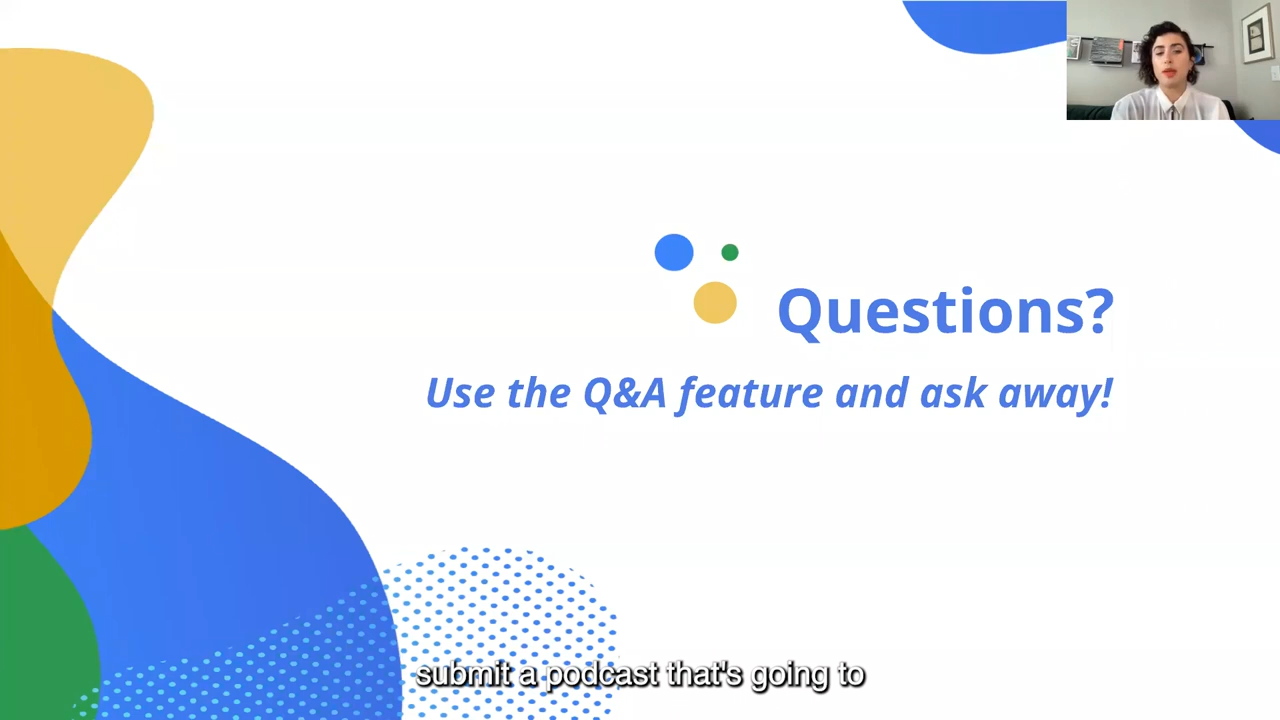 Questions?
Use the Q&A feature and ask away!
submit a podcast that's going to